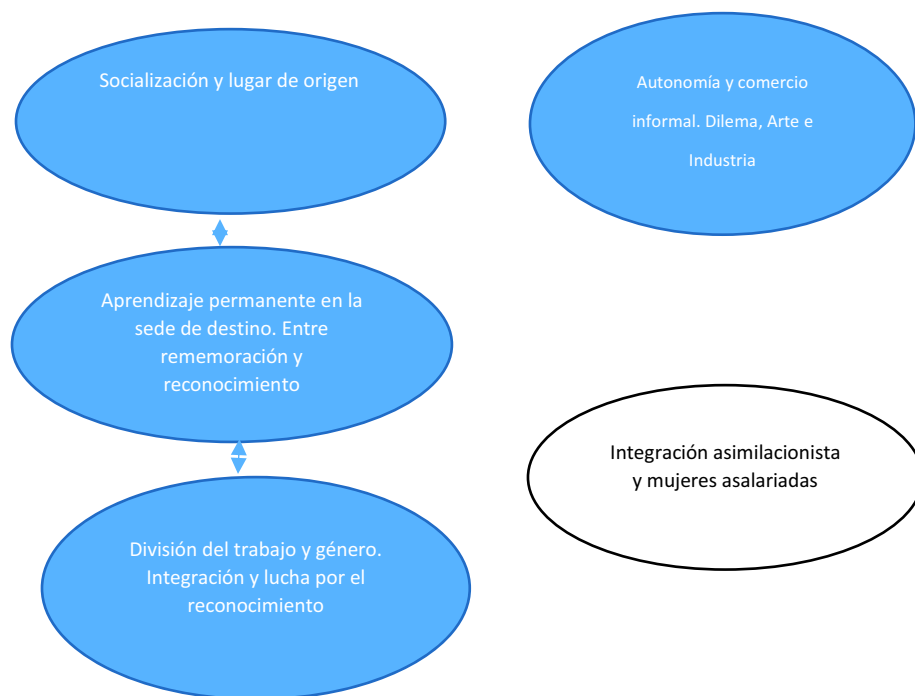 Socialización y lugar de origen
Autonomía y comercio
informal. Dilema, Arte e
Industria
Aprendizaje permanente en la
sede de destino. Entre
rememoración y
reconocimiento
Integración asimilacionista
y mujeres asalariadas
División del trabajo y género.
Integración y lucha por el
reconocimiento